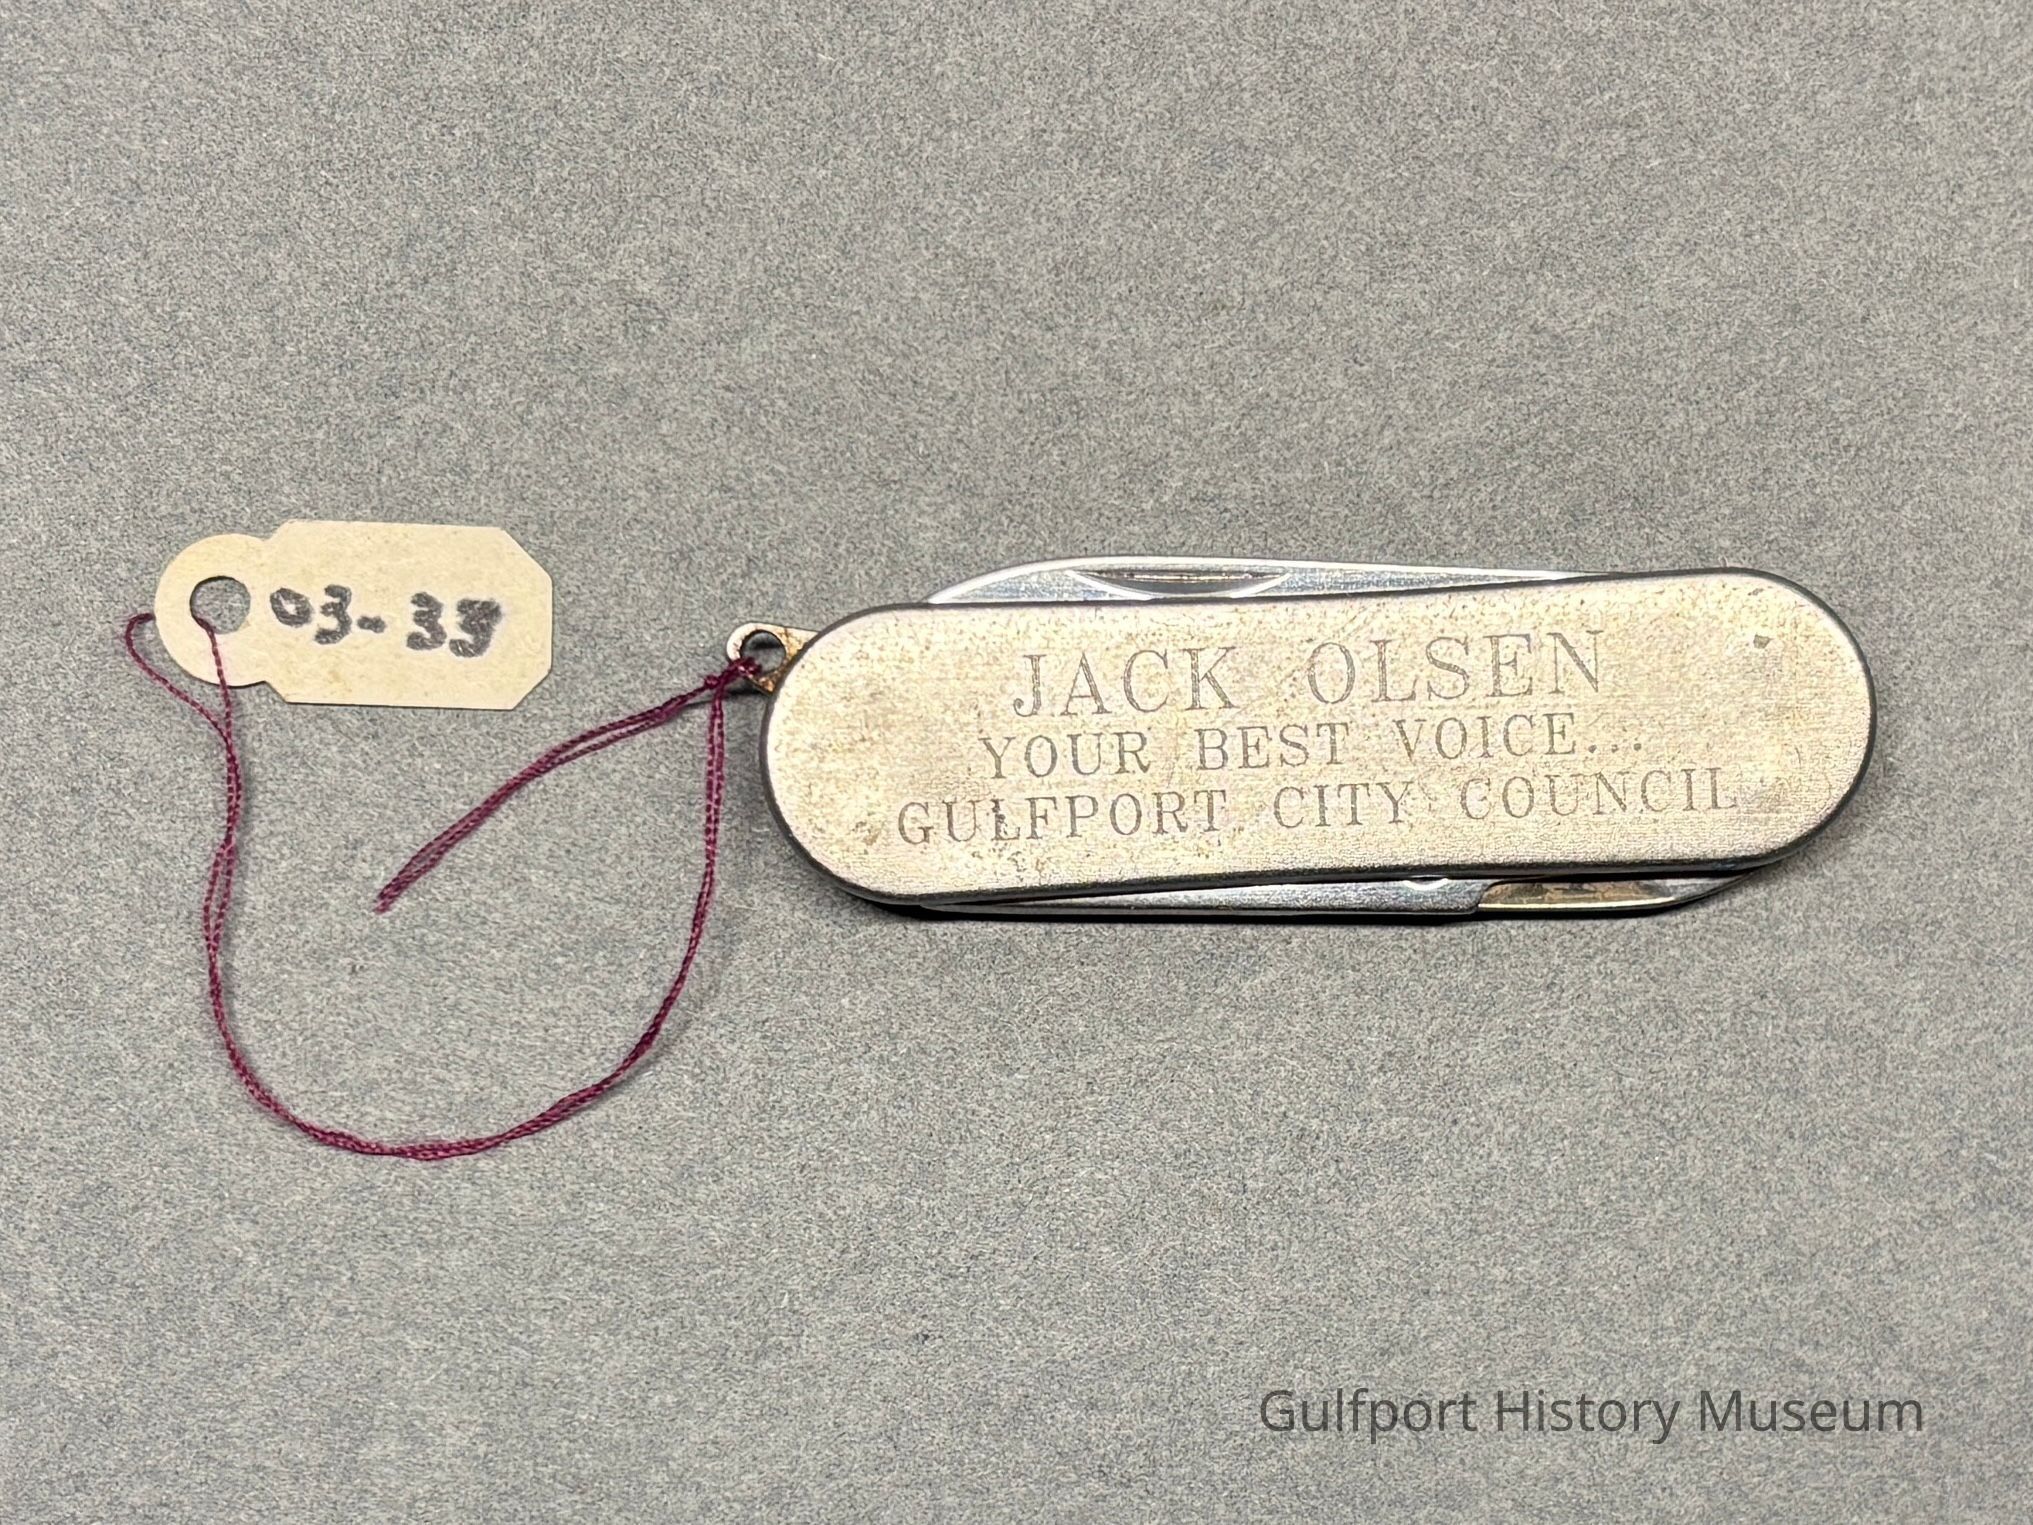 03-33
JACK OLSEN
YOUR BEST VOICE...
GULFPORT CITY COUNCIL
Gulfport History Museum